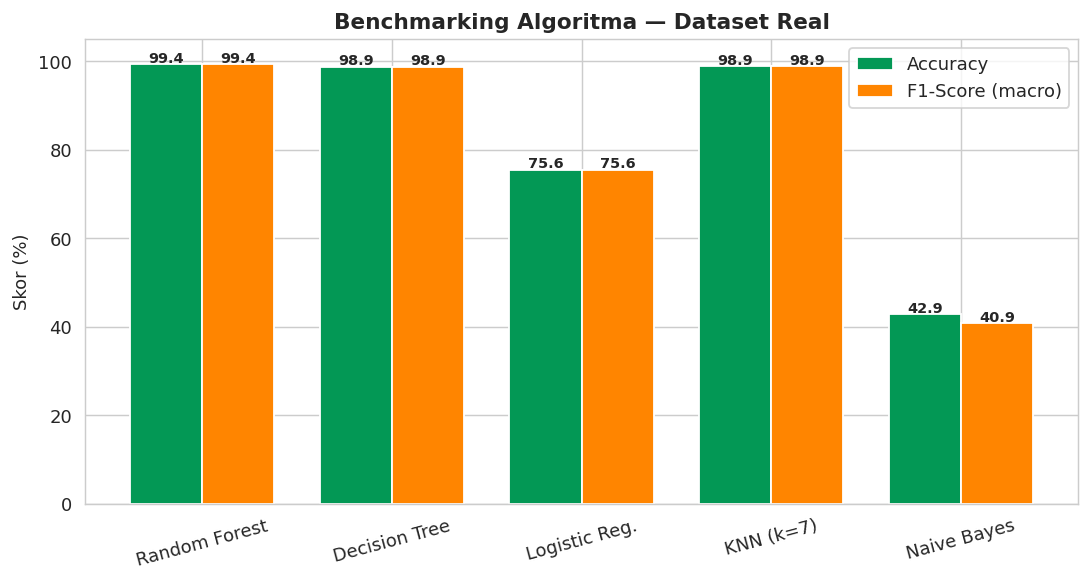 Benchmarking Algoritma — Dataset Real
Skor (%)
100
80
60
40
20
0
99.4 99.4
98.9 98.9
75.6 75.6
98.9 98.9
42.9 40.9
Accuracy
F1-Score (macro)
Random Forest
Decision Tree
Logistic Reg.
KNN (k=7)
Naive Bayes